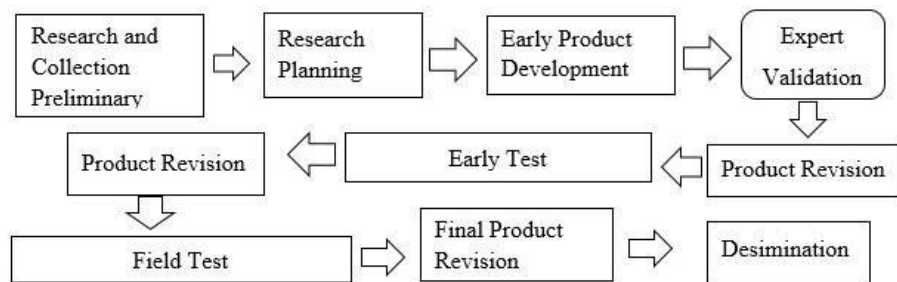 Research and
Collection
Preliminary
Research
Planning
Early Product
Development
Expert
Validation
Product Revision
Early Test
Product Revision
Field Test
Final Product
Revision
Desimination